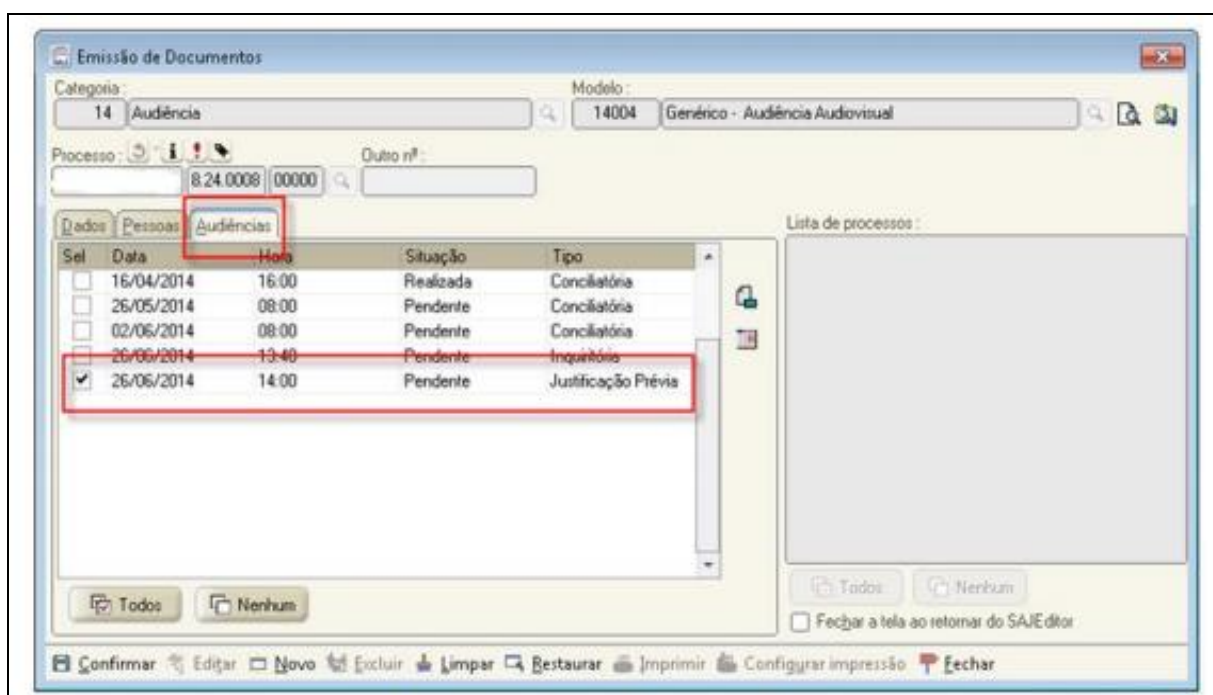 Emissão de Documentos
Categoria :
14 Audiência
Modelo :
14004 Genérico - Audiência Audiovisual
Processo :
Outro nº :
8.24.0008 00000
Dados Pessoas Audiências
Lista de processos :
Sel Data Hora Situação Tipo
16/04/2014 16:00 Realizada Conciliatória
26/05/2014 08:00 Pendente Conciliatória
02/06/2014 08:00 Pendente Conciliatória
26/06/2014 13:40 Pendente Inquiritória
26/06/2014 14:00 Pendente Justificação Prévia
Todos Nenhum
Todos Nenhum
Fechar a tela ao retornar do SAJEditor
Confirmar Editar Novo Excluir Limpar Restaurar Imprimir Configurar impressão Fechar